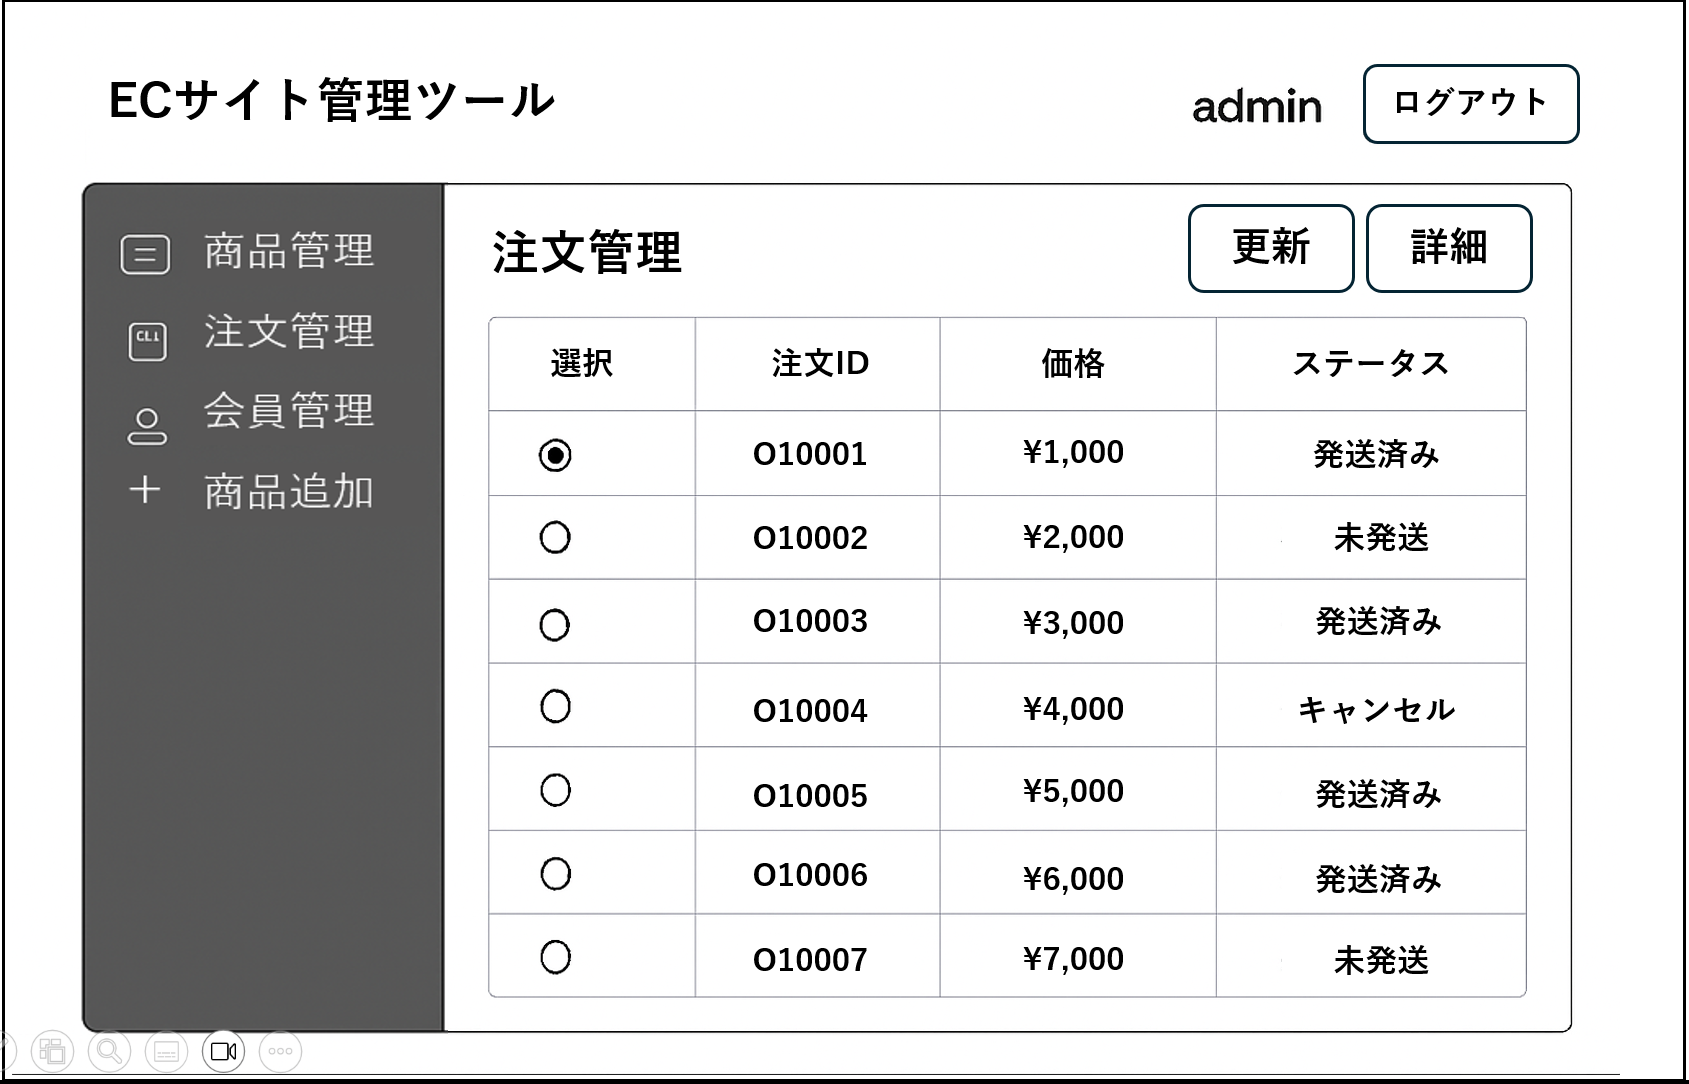 ECサイト管理ツール
admin
ログアウト
商品管理
注文管理
会員管理
商品追加
注文管理
更新
詳細
選択 注文ID 価格 ステータス
O10001 ¥1,000 発送済み
O10002 ¥2,000 未発送
O10003 ¥3,000 発送済み
O10004 ¥4,000 キャンセル
O10005 ¥5,000 発送済み
O10006 ¥6,000 発送済み
O10007 ¥7,000 未発送